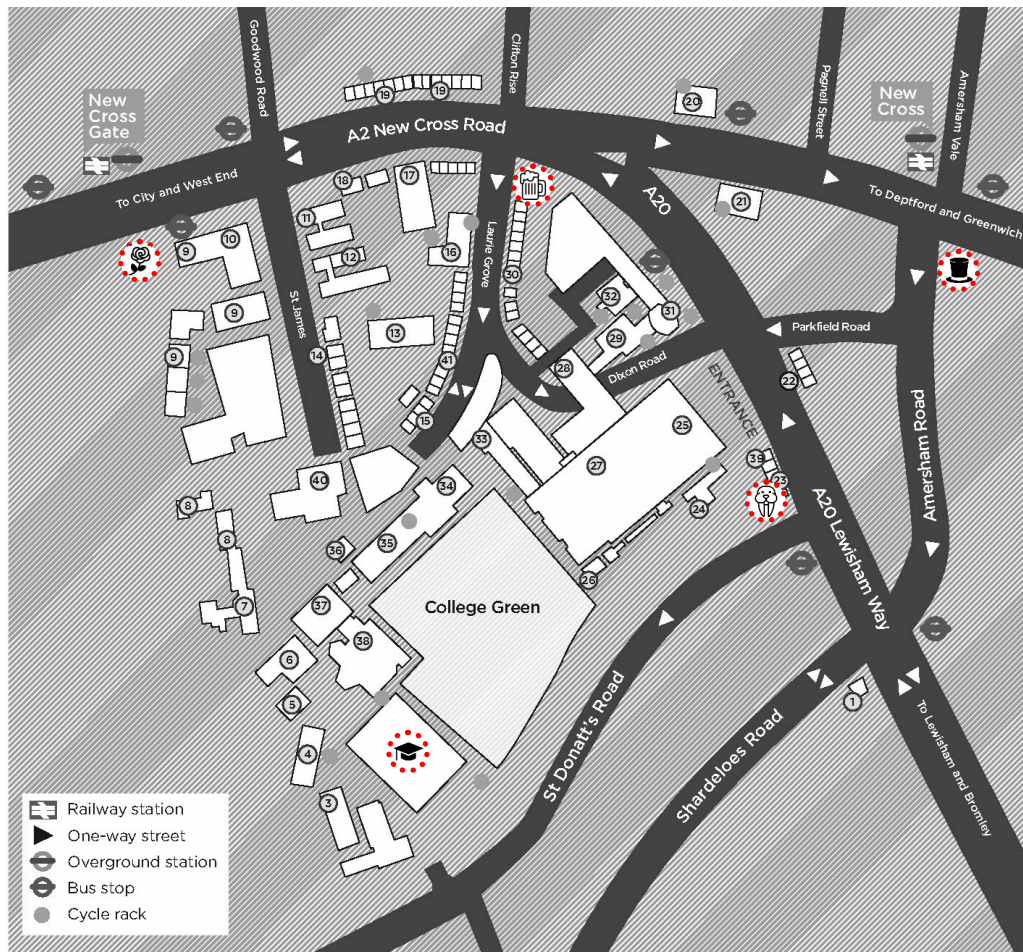 Goodwood Road
Clifton Rise
Pagnell Street
Amersham Vale
New
Cross
Gate
New
Cross
19
19
20
A2 New Cross Road
To City and West End
To Deptford and Greenwich
A20
18
17
21
11
10
9
16
Laurie Grove
12
30
32
31
9
St James
13
29
Parkfield Road
9
14
41
28
Dixon Road
22
ENTRANCE
15
25
33
27
39
23
40
34
24
8
A20 Lewisham Way
Amersham Road
8
35
36
26
7
37
College Green
38
6
5
1
4
St Donatt's Road
Shardeloes Road
To Lewisham and Bromley
3
Railway station
One-way street
Overground station
Bus stop
Cycle rack